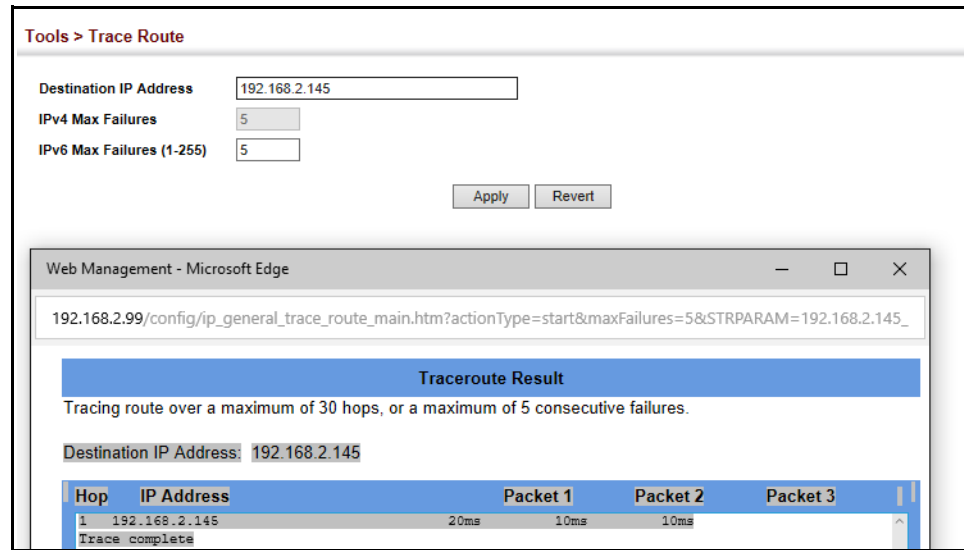 Tools > Trace Route
Destination IP Address 192.168.2.145
IPv4 Max Failures 5
IPv6 Max Failures (1-255) 5
Apply Revert
Web Management - Microsoft Edge
192.168.2.99/config/ip_general_trace_route_main.htm?actionType=start&maxFailures=5&STRPARAM=192.168.2.145_
Traceroute Result
Tracing route over a maximum of 30 hops, or a maximum of 5 consecutive failures.
Destination IP Address: 192.168.2.145
Hop IP Address Packet 1 Packet 2 Packet 3
1 192.168.2.145 20ms 10ms 10ms
Trace complete